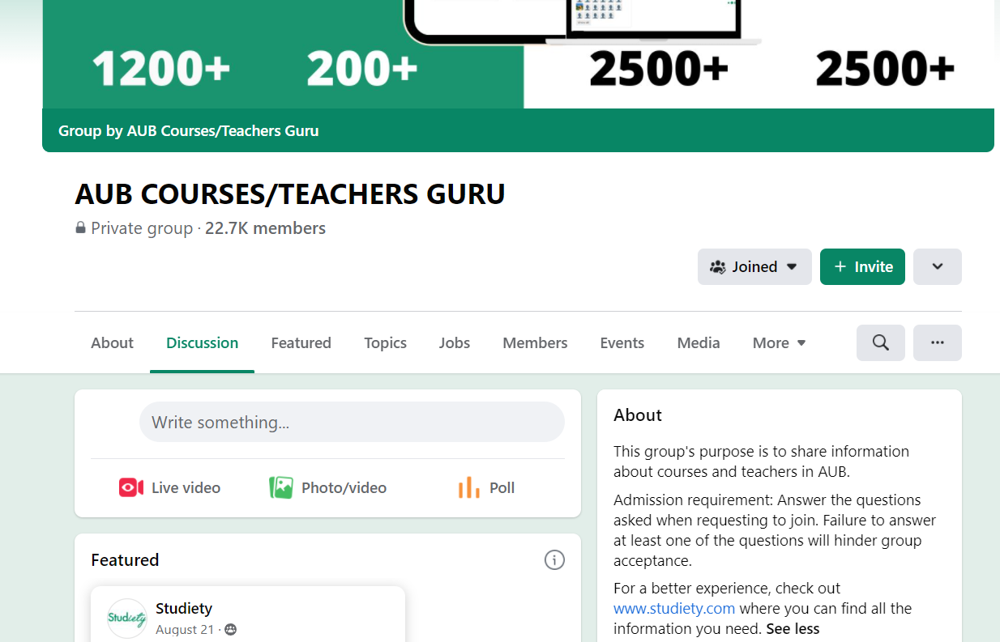 1200+ 200+ 2500+ 2500+
Group by AUB Courses/Teachers Guru
AUB COURSES/TEACHERS GURU
Private group · 22.7K members
Joined
+ Invite
About Discussion Featured Topics Jobs Members Events Media More
Write something...
Live video Photo/video Poll
Featured
Studiety
Studiety
August 21 ·
About
This group's purpose is to share information
about courses and teachers in AUB.
Admission requirement: Answer the questions
asked when requesting to join. Failure to answer
at least one of the questions will hinder group
acceptance.
For a better experience, check out
www.studiety.com where you can find all the
information you need. See less